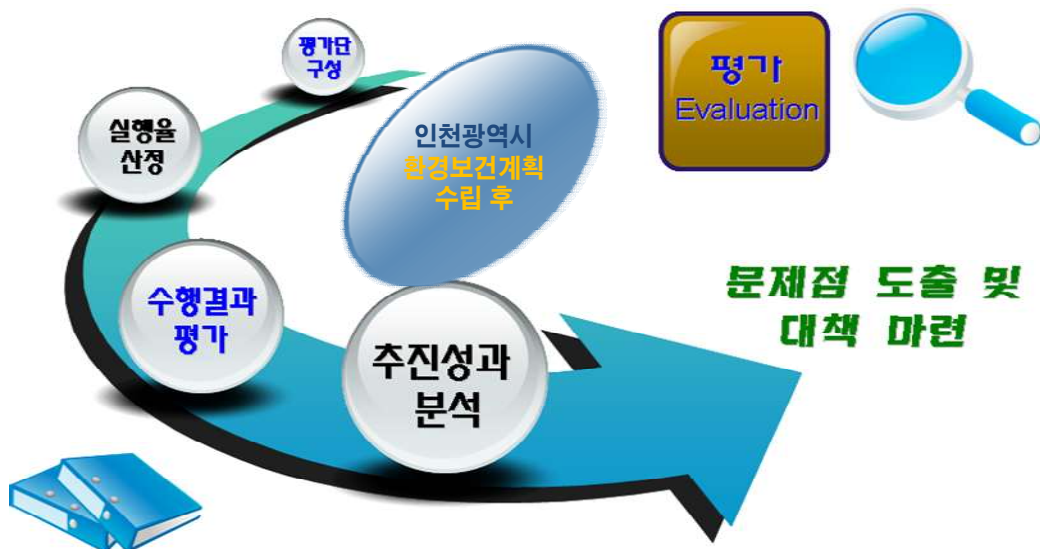 평가단
구성
실행율
산정
수행결과
평가
추진성과
분석
인천광역시
환경보건계획
수립 후
평가
Evaluation
문제점 도출 및
대책 마련